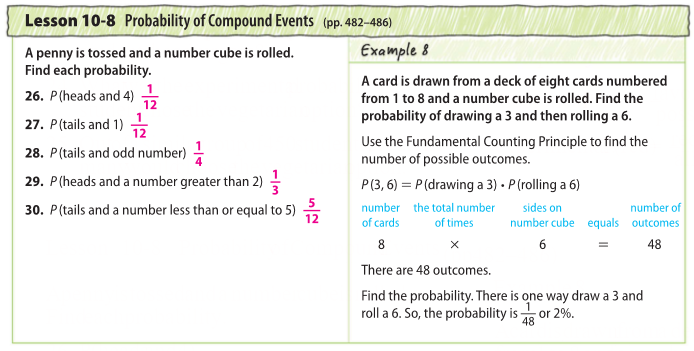 Lesson 10-8 Probability of Compound Events (pp. 482–486)
A penny is tossed and a number cube is rolled.
Find each probability.
26. P(heads and 4) 1/12
27. P(tails and 1) 1/12
28. P(tails and odd number) 1/4
29. P(heads and a number greater than 2) 1/3
30. P(tails and a number less than or equal to 5) 5/12
Example 8
A card is drawn from a deck of eight cards numbered
from 1 to 8 and a number cube is rolled. Find the
probability of drawing a 3 and then rolling a 6.
Use the Fundamental Counting Principle to find the
number of possible outcomes.
P(3, 6) = P(drawing a 3) • P(rolling a 6)
number the total number sides on number of
of cards of times number cube equals outcomes
8 × 6 = 48
There are 48 outcomes.
Find the probability. There is one way draw a 3 and
roll a 6. So, the probability is 1/48 or 2%.